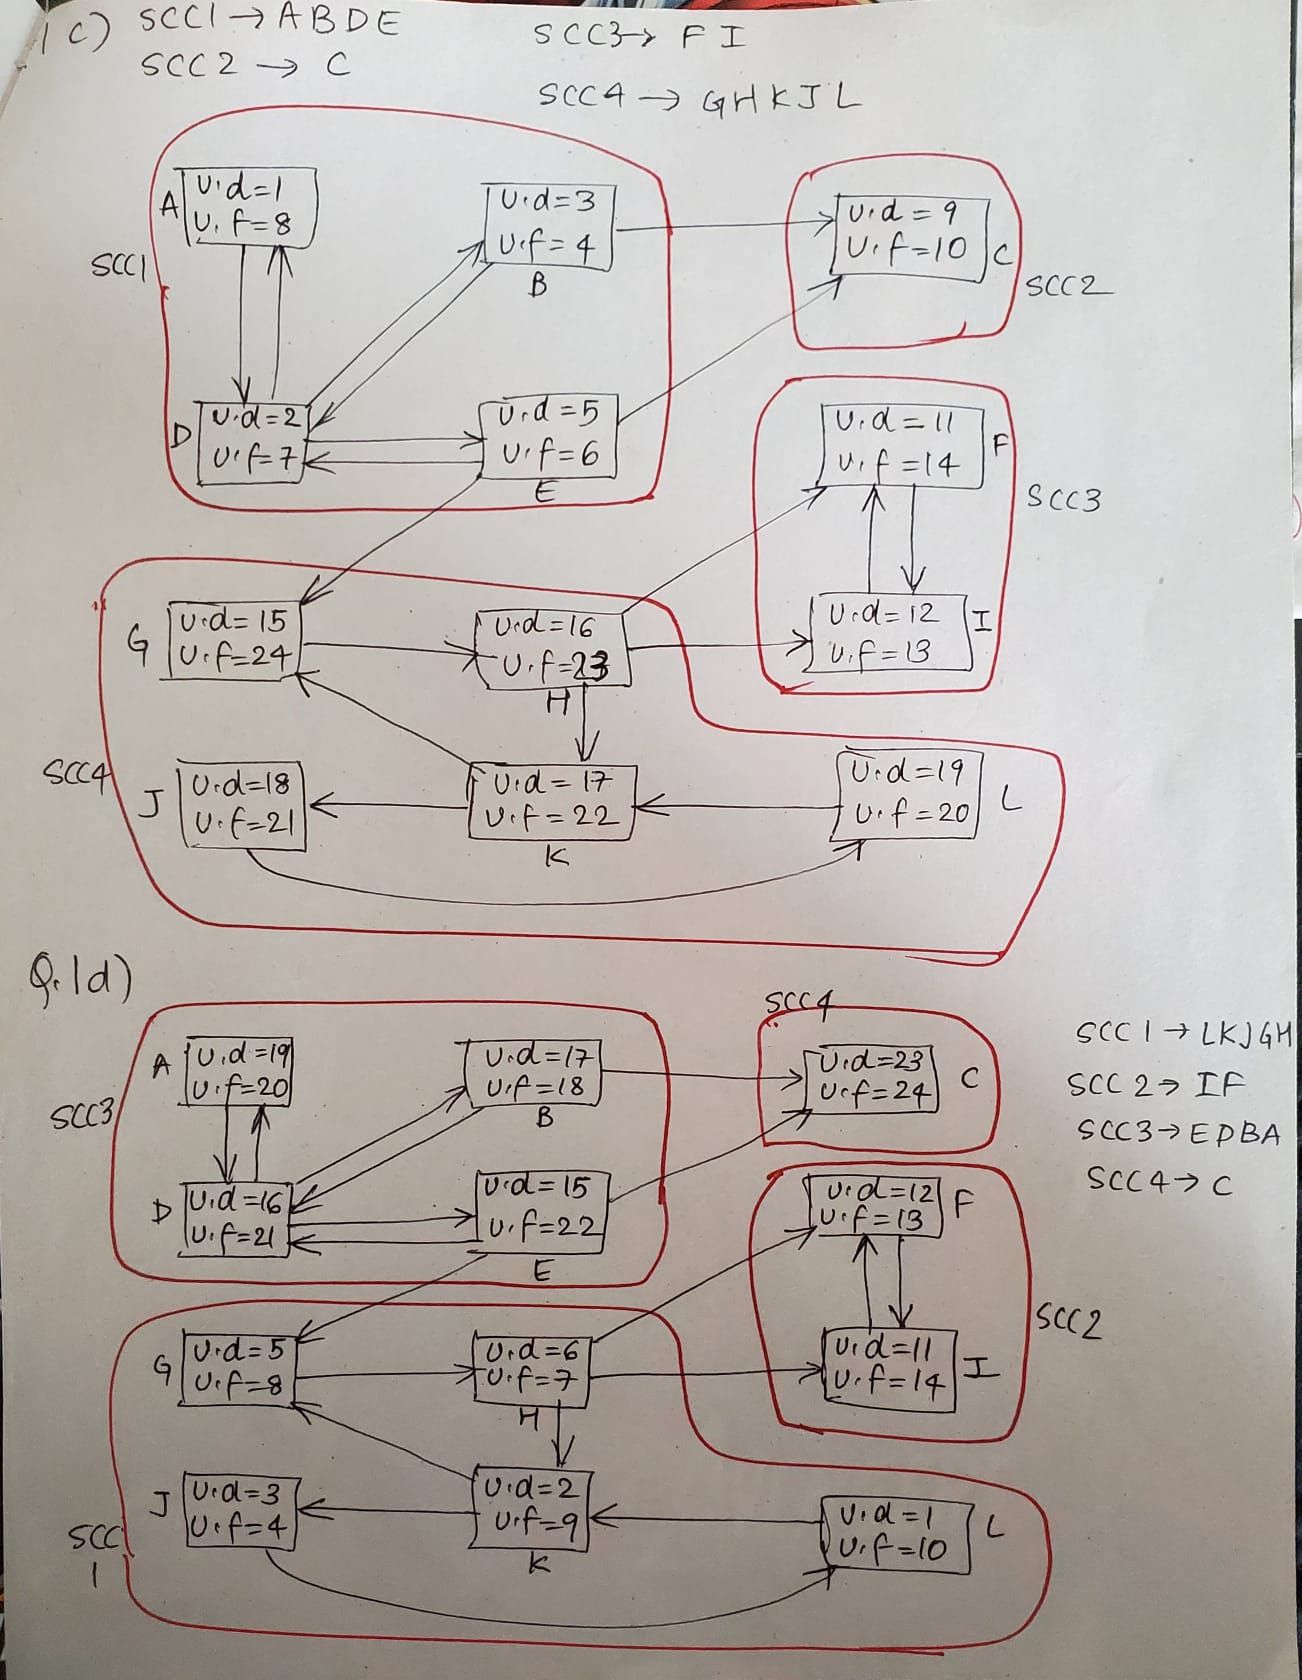 1 c) SCC1 → A B D E
SCC2 → C
SCC3 → F I
SCC4 → G H K J L
A
U.d=1
U.f=8
U.d=3
U.f=4
B
U.d=9
U.f=10
C
SCC1
SCC2
D
U.d=2
U.f=7
U.d=5
U.f=6
E
U.d=11
U.f=14
F
SCC3
G
U.d=15
U.f=24
U.d=16
U.f=23
H
U.d=12
U.f=13
I
SCC4
J
U.d=18
U.f=21
U.d=17
U.f=22
K
U.d=19
U.f=20
L
Q.1d)
SCC1 → LKJGH
SCC2 → IF
SCC3 → EDBA
SCC4 → C
A
U.d=19
U.f=20
U.d=17
U.f=18
B
SCC4
U.d=23
U.f=24
C
SCC3
D
U.d=16
U.f=21
U.d=15
U.f=22
E
U.d=12
U.f=13
F
SCC2
G
U.d=5
U.f=8
U.d=6
U.f=7
H
U.d=11
U.f=14
I
J
U.d=3
U.f=4
U.d=2
U.f=9
K
U.d=1
U.f=10
L
SCC
1